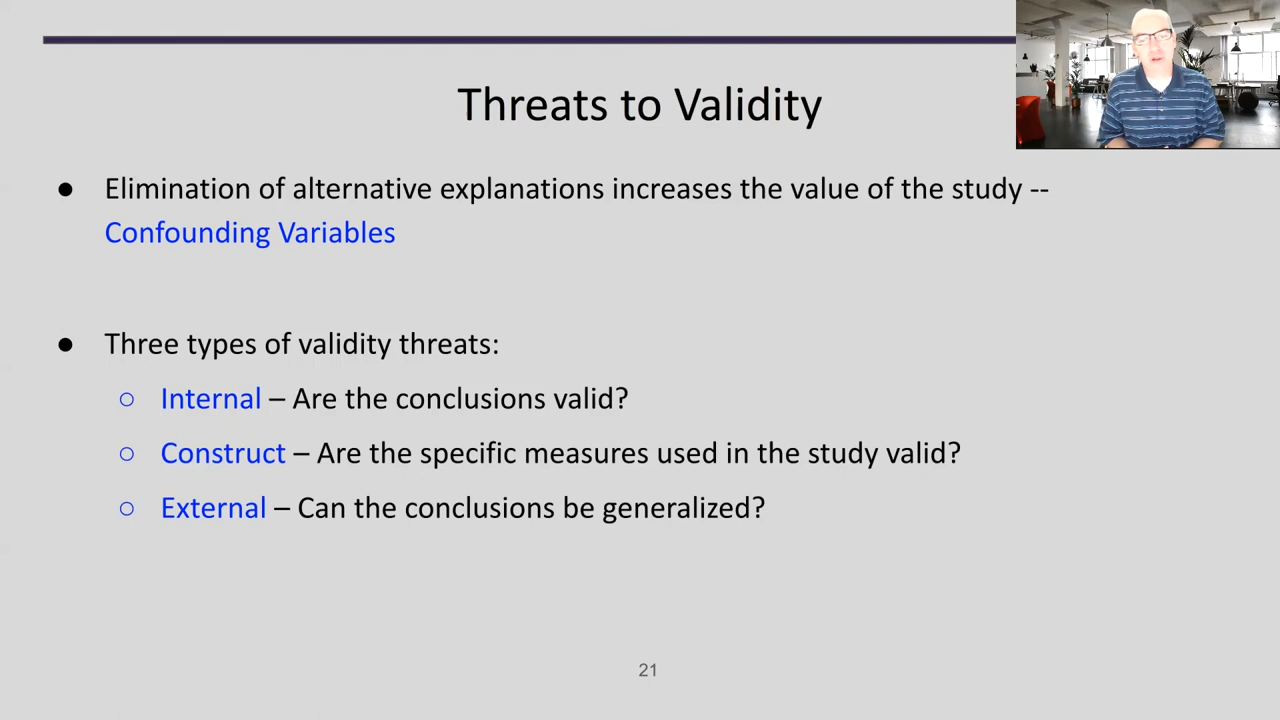 Threats to Validity
● Elimination of alternative explanations increases the value of the study --
Confounding Variables
● Three types of validity threats:
○ Internal – Are the conclusions valid?
○ Construct – Are the specific measures used in the study valid?
○ External – Can the conclusions be generalized?
21